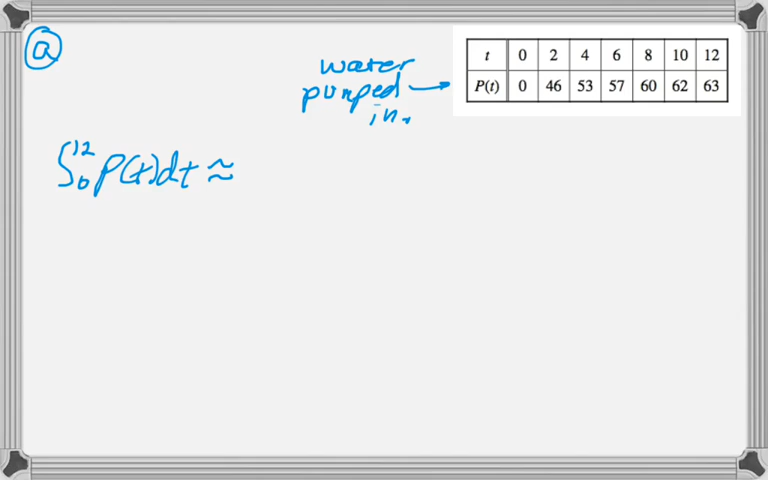 ⓐ
water
pumped →
in.
t 0 2 4 6 8 10 12
P(t) 0 46 53 57 60 62 63
∫₀¹² P(t)dt ≈